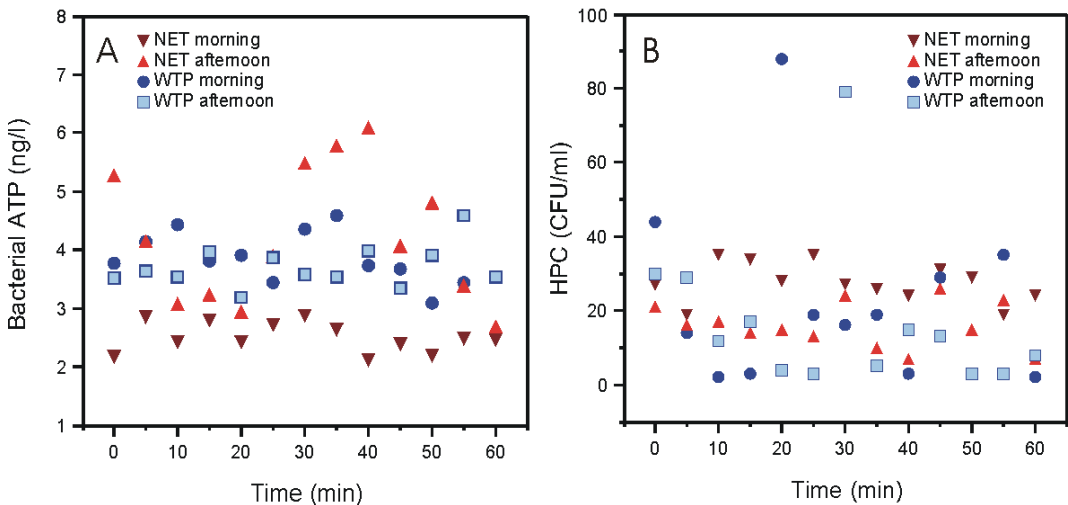 A
NET morning
NET afternoon
WTP morning
WTP afternoon
8
7
6
5
4
3
2
1
Bacterial ATP (ng/l)
0 10 20 30 40 50 60
Time (min)
B
NET morning
NET afternoon
WTP morning
WTP afternoon
100
80
60
40
20
0
HPC (CFU/ml)
0 10 20 30 40 50 60
Time (min)